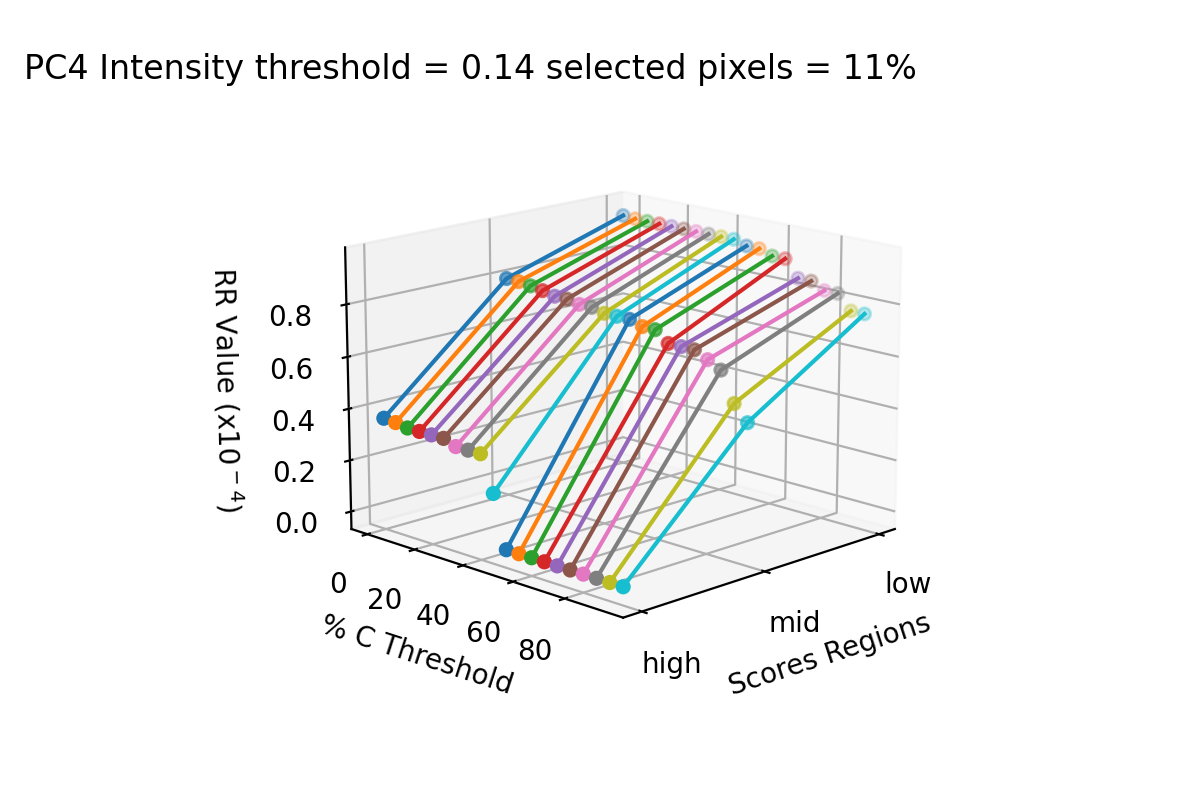 PC4 Intensity threshold = 0.14 selected pixels = 11%
RR Value (x10⁻⁴)
0.8
0.6
0.4
0.2
0.0
0
20
40
60
80
% C Threshold
high
mid
low
Scores Regions